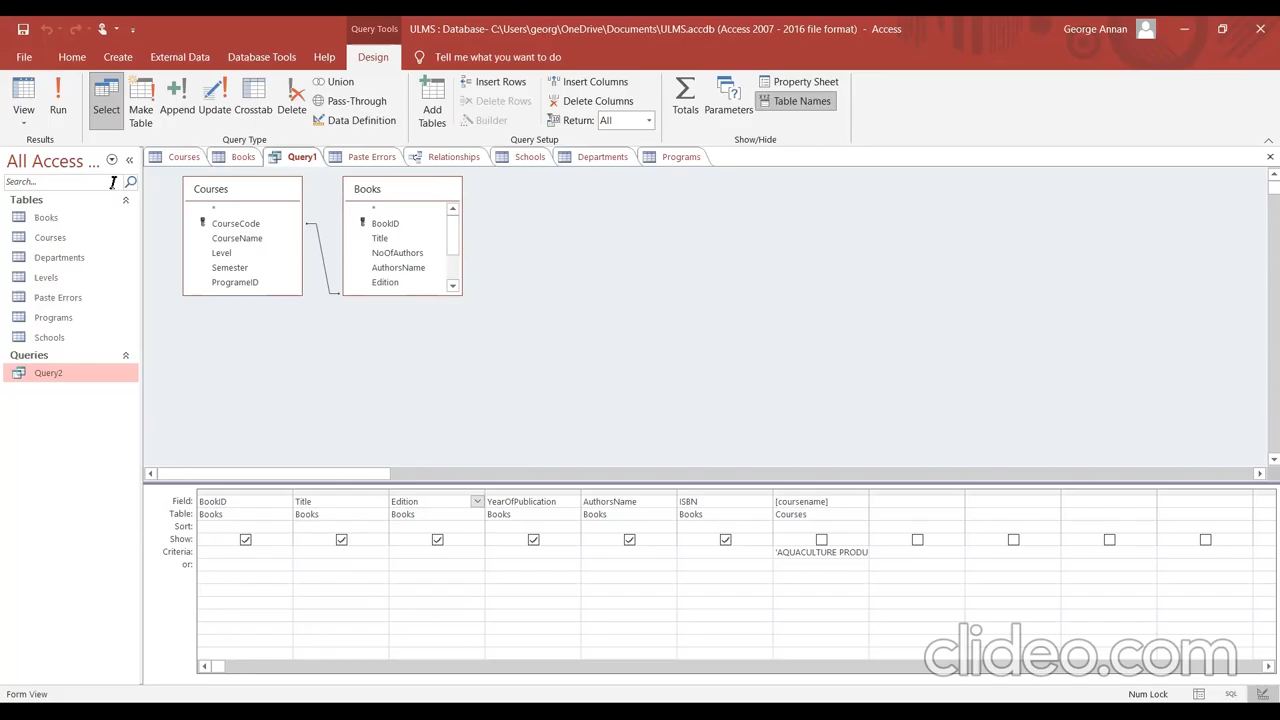 Query Tools
ULMS : Database- C:\Users\georg\OneDrive\Documents\ULMS.accdb (Access 2007 - 2016 file format) - Access
George Annan
File Home Create External Data Database Tools Help Design Tell me what you want to do
View
Run
Select
Make Table
Append
Update
Crosstab
Delete
Union
Pass-Through
Data Definition
Add Tables
Insert Rows
Delete Rows
Builder
Insert Columns
Delete Columns
Return: All
Totals
Parameters
Property Sheet
Table Names
Results
Query Type
Query Setup
Show/Hide
All Access ...
Search...
Tables
Books
Courses
Departments
Levels
Paste Errors
Programs
Schools
Queries
Query2
Courses Books Query1 Paste Errors Relationships Schools Departments Programs
Courses
*
CourseCode
CourseName
Level
Semester
ProgrameID
Books
*
BookID
Title
NoOfAuthors
AuthorsName
Edition
Field: BookID Title Edition YearOfPublication AuthorsName ISBN [coursename]
Table: Books Books Books Books Books Books Courses
Sort:
Show:
Criteria: 'AQUACULTURE PRODU
or:
clideo.com
Form View
Num Lock
SQL